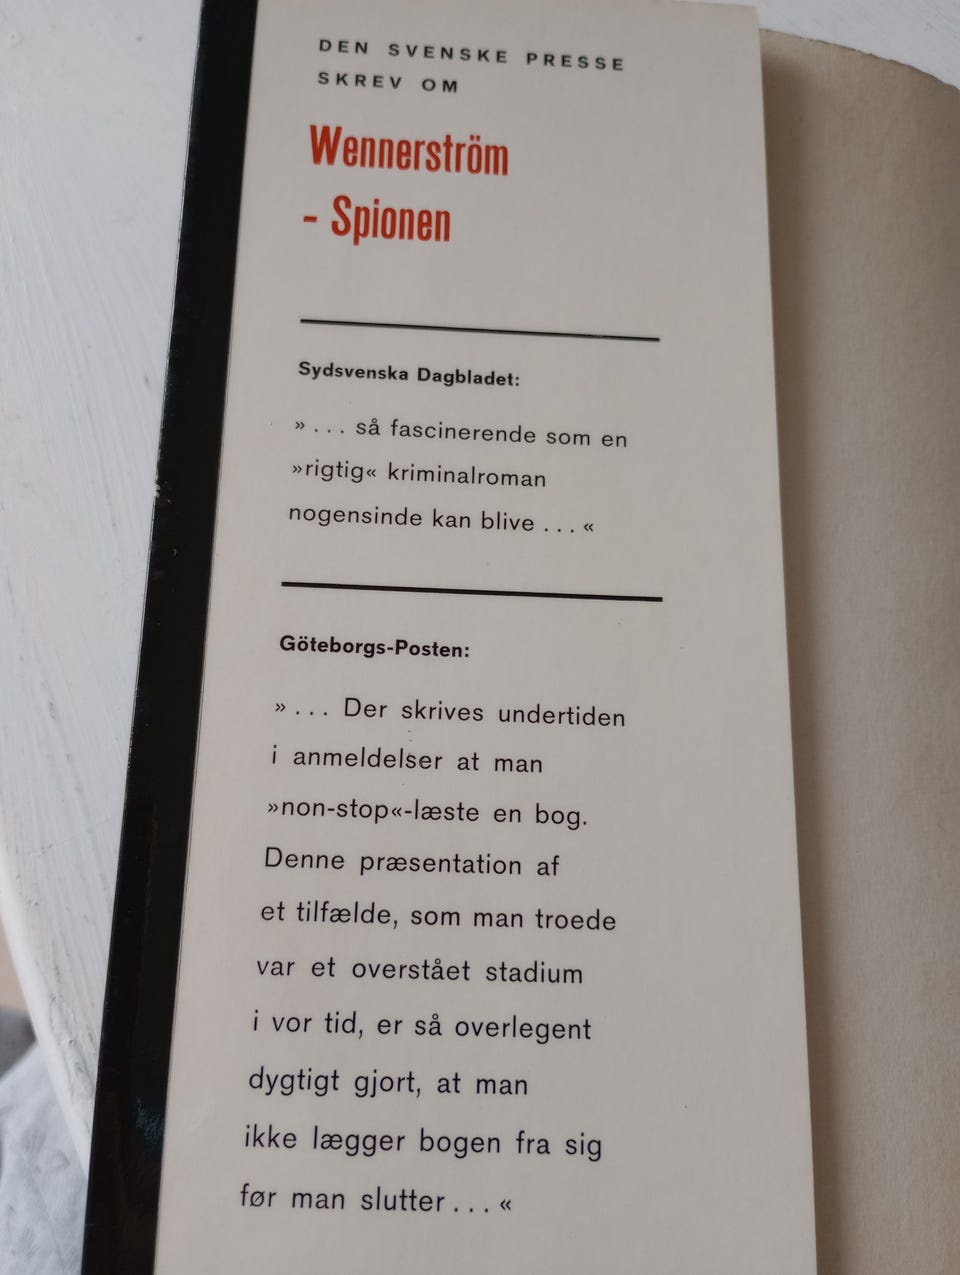 DEN SVENSKE PRESSE
SKREV OM
Wennerström
- Spionen
Sydsvenska Dagbladet:
» . . . så fascinerende som en
»rigtig« kriminalroman
nogensinde kan blive . . . «
Göteborgs-Posten:
» . . . Der skrives undertiden
i anmeldelser at man
»non-stop«-læste en bog.
Denne præsentation af
et tilfælde, som man troede
var et overstået stadium
i vor tid, er så overlegent
dygtigt gjort, at man
ikke lægger bogen fra sig
før man slutter . . . «